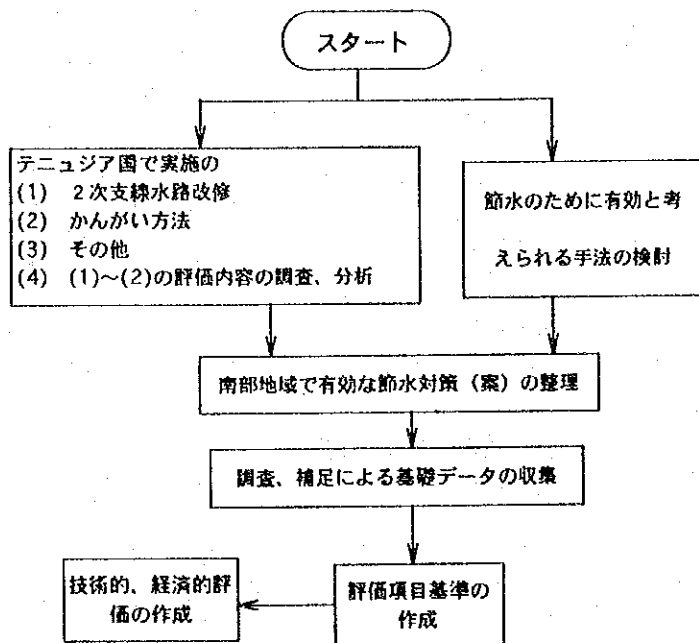 スタート
テニュジア国で実施の
(1) 2次支線水路改修
(2) かんがい方法
(3) その他
(4) (1)～(2)の評価内容の調査、分析
節水のために有効と考
えられる手法の検討
南部地域で有効な節水対策（案）の整理
調査、補足による基礎データの収集
技術的、経済的評
価の作成
評価項目基準の
作成